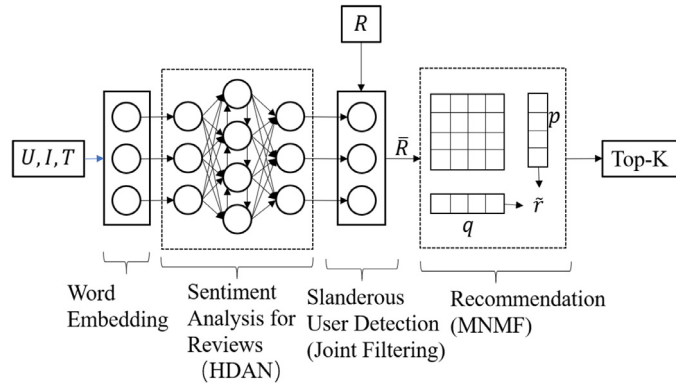 R
U, I, T
R̄
p
r̃
q
Top-K
Word
Embedding
Sentiment
Analysis for
Reviews
（HDAN）
Slanderous
User Detection
(Joint Filtering)
Recommendation
(MNMF)